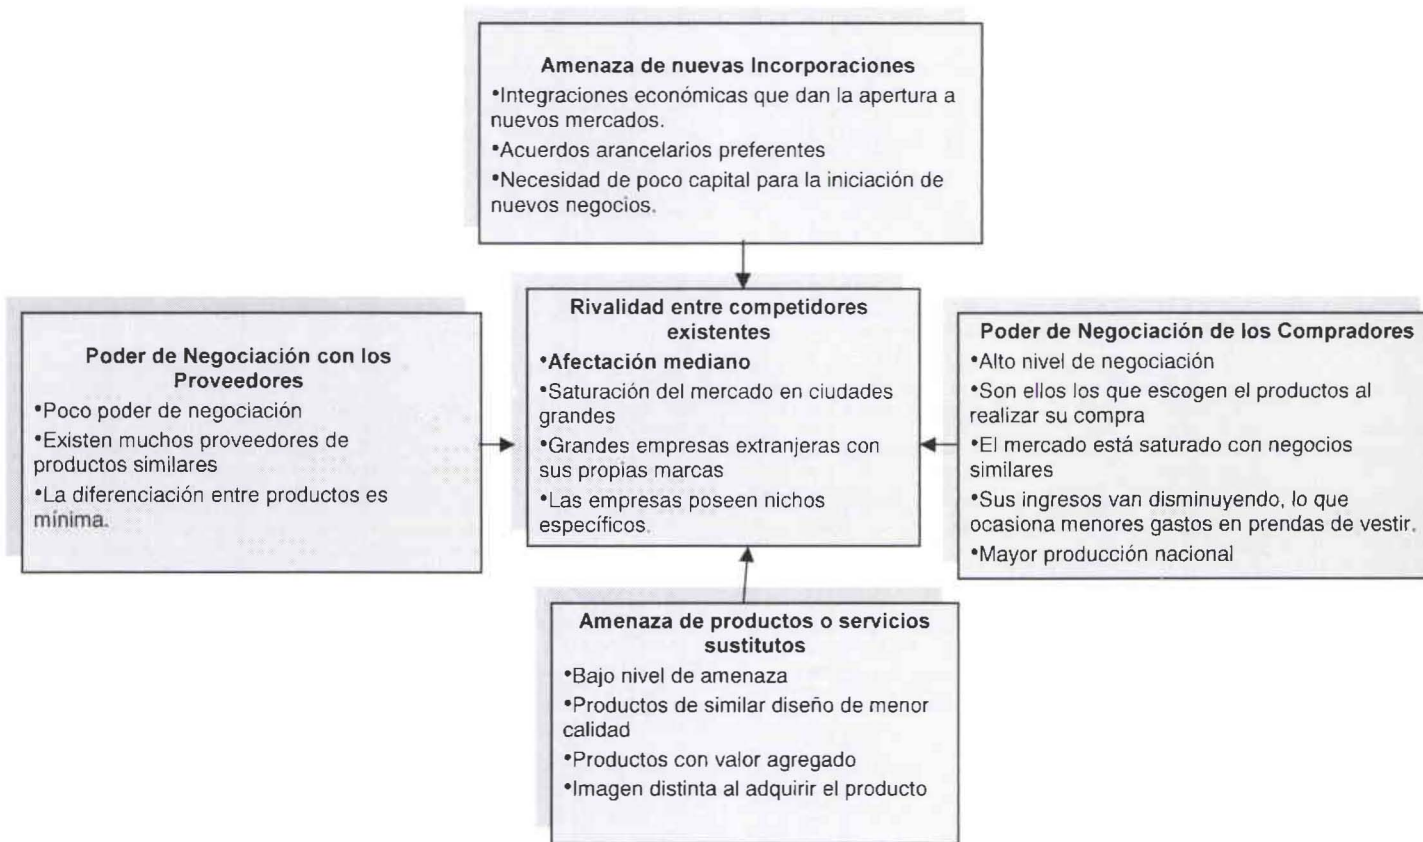 Amenaza de nuevas Incorporaciones
•Integraciones económicas que dan la apertura a
nuevos mercados.
•Acuerdos arancelarios preferentes
•Necesidad de poco capital para la iniciación de
nuevos negocios.
Poder de Negociación con los
Proveedores
•Poco poder de negociación
•Existen muchos proveedores de
productos similares
•La diferenciación entre productos es
mínima.
Rivalidad entre competidores
existentes
•Afectación mediano
•Saturación del mercado en ciudades
grandes
•Grandes empresas extranjeras con
sus propias marcas
•Las empresas poseen nichos
específicos.
Poder de Negociación de los Compradores
•Alto nivel de negociación
•Son ellos los que escogen el productos al
realizar su compra
•El mercado está saturado con negocios
similares
•Sus ingresos van disminuyendo, lo que
ocasiona menores gastos en prendas de vestir.
•Mayor producción nacional
Amenaza de productos o servicios
sustitutos
•Bajo nivel de amenaza
•Productos de similar diseño de menor
calidad
•Productos con valor agregado
•Imagen distinta al adquirir el producto